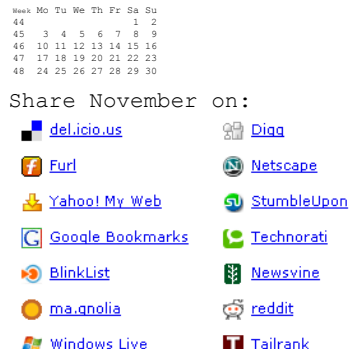 Week Mo Tu We Th Fr Sa Su
44 1 2
45 3 4 5 6 7 8 9
46 10 11 12 13 14 15 16
47 17 18 19 20 21 22 23
48 24 25 26 27 28 29 30
Share November on:
del.icio.us Digg
Furl Netscape
Yahoo! My Web StumbleUpon
Google Bookmarks Technorati
BlinkList Newsvine
ma.gnolia reddit
Windows Live Tailrank